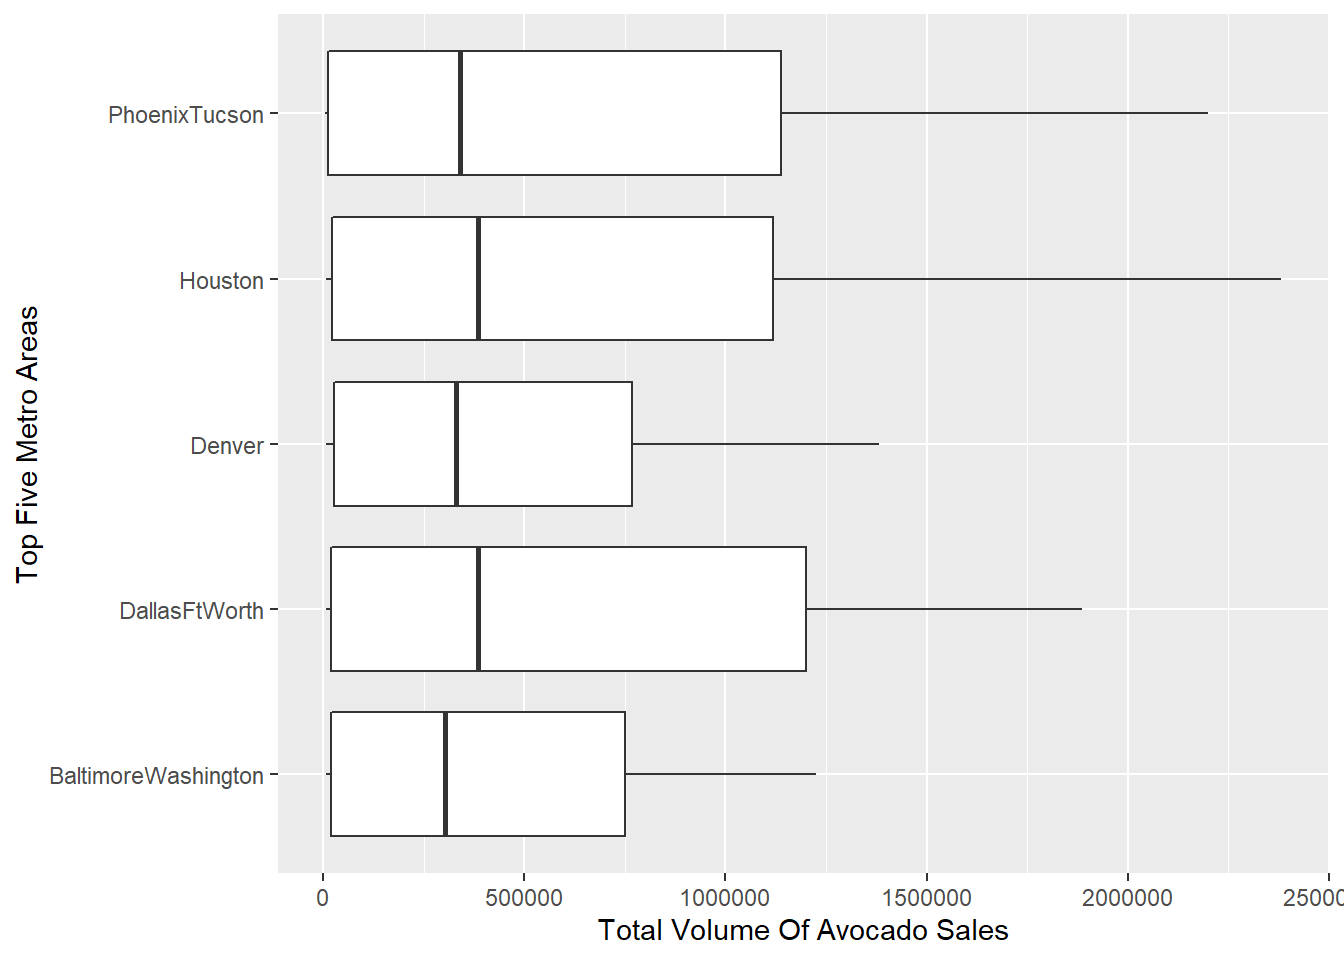 PhoenixTucson
Houston
Denver
DallasFtWorth
BaltimoreWashington
Top Five Metro Areas
0 500000 1000000 1500000 2000000 25000
Total Volume Of Avocado Sales